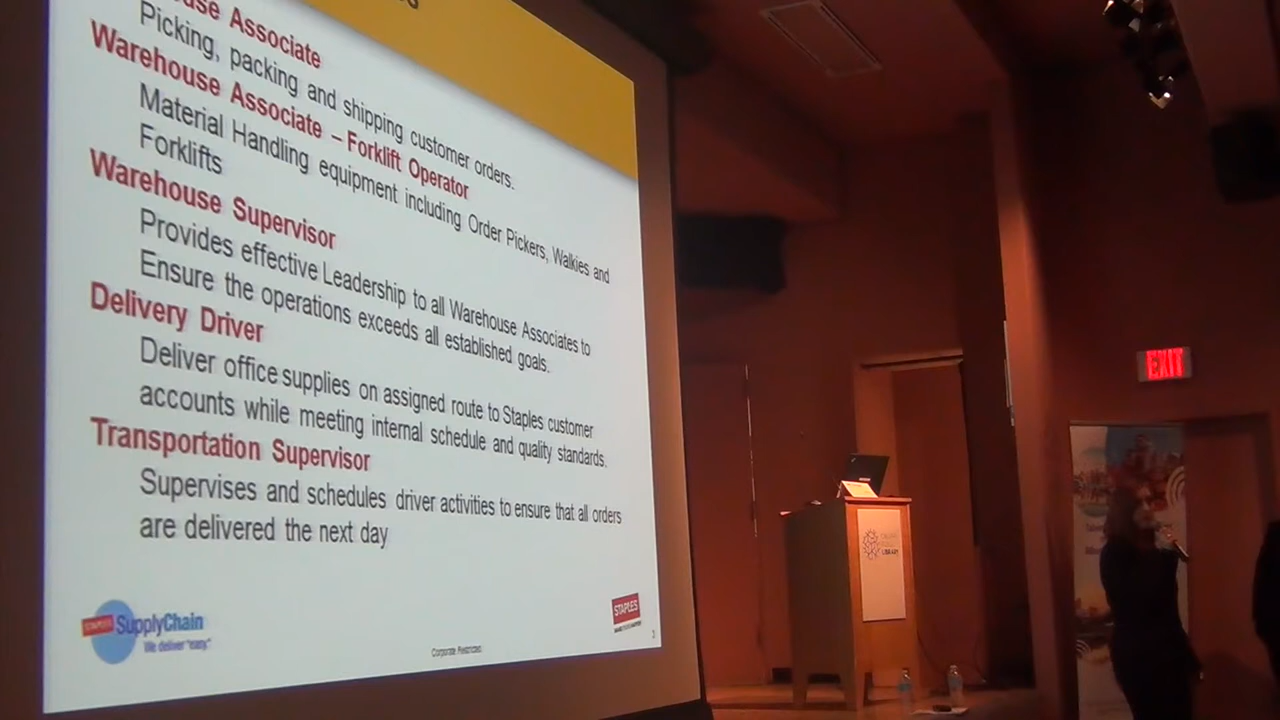 use Associate
Picking, packing and shipping customer orders.
Warehouse Associate – Forklift Operator
Material Handling equipment including Order Pickers, Walkies and
Forklifts
Warehouse Supervisor
Provides effective Leadership to all Warehouse Associates to
Ensure the operations exceeds all established goals.
Delivery Driver
Deliver office supplies on assigned route to Staples customer
accounts while meeting internal schedule and quality standards.
Transportation Supervisor
Supervises and schedules driver activities to ensure that all orders
are delivered the next day
STAPLES SupplyChain
We deliver "easy."
Corporate Restricted
STAPLES
3
EXIT
LIBRARY